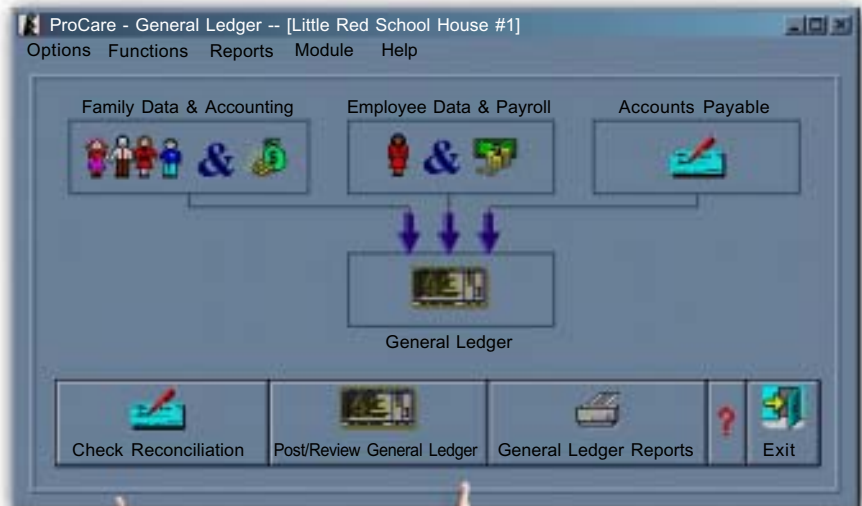 ProCare - General Ledger -- [Little Red School House #1]
Options Functions Reports Module Help
Family Data & Accounting Employee Data & Payroll Accounts Payable
& &
General Ledger
Check Reconciliation Post/Review General Ledger General Ledger Reports ? Exit